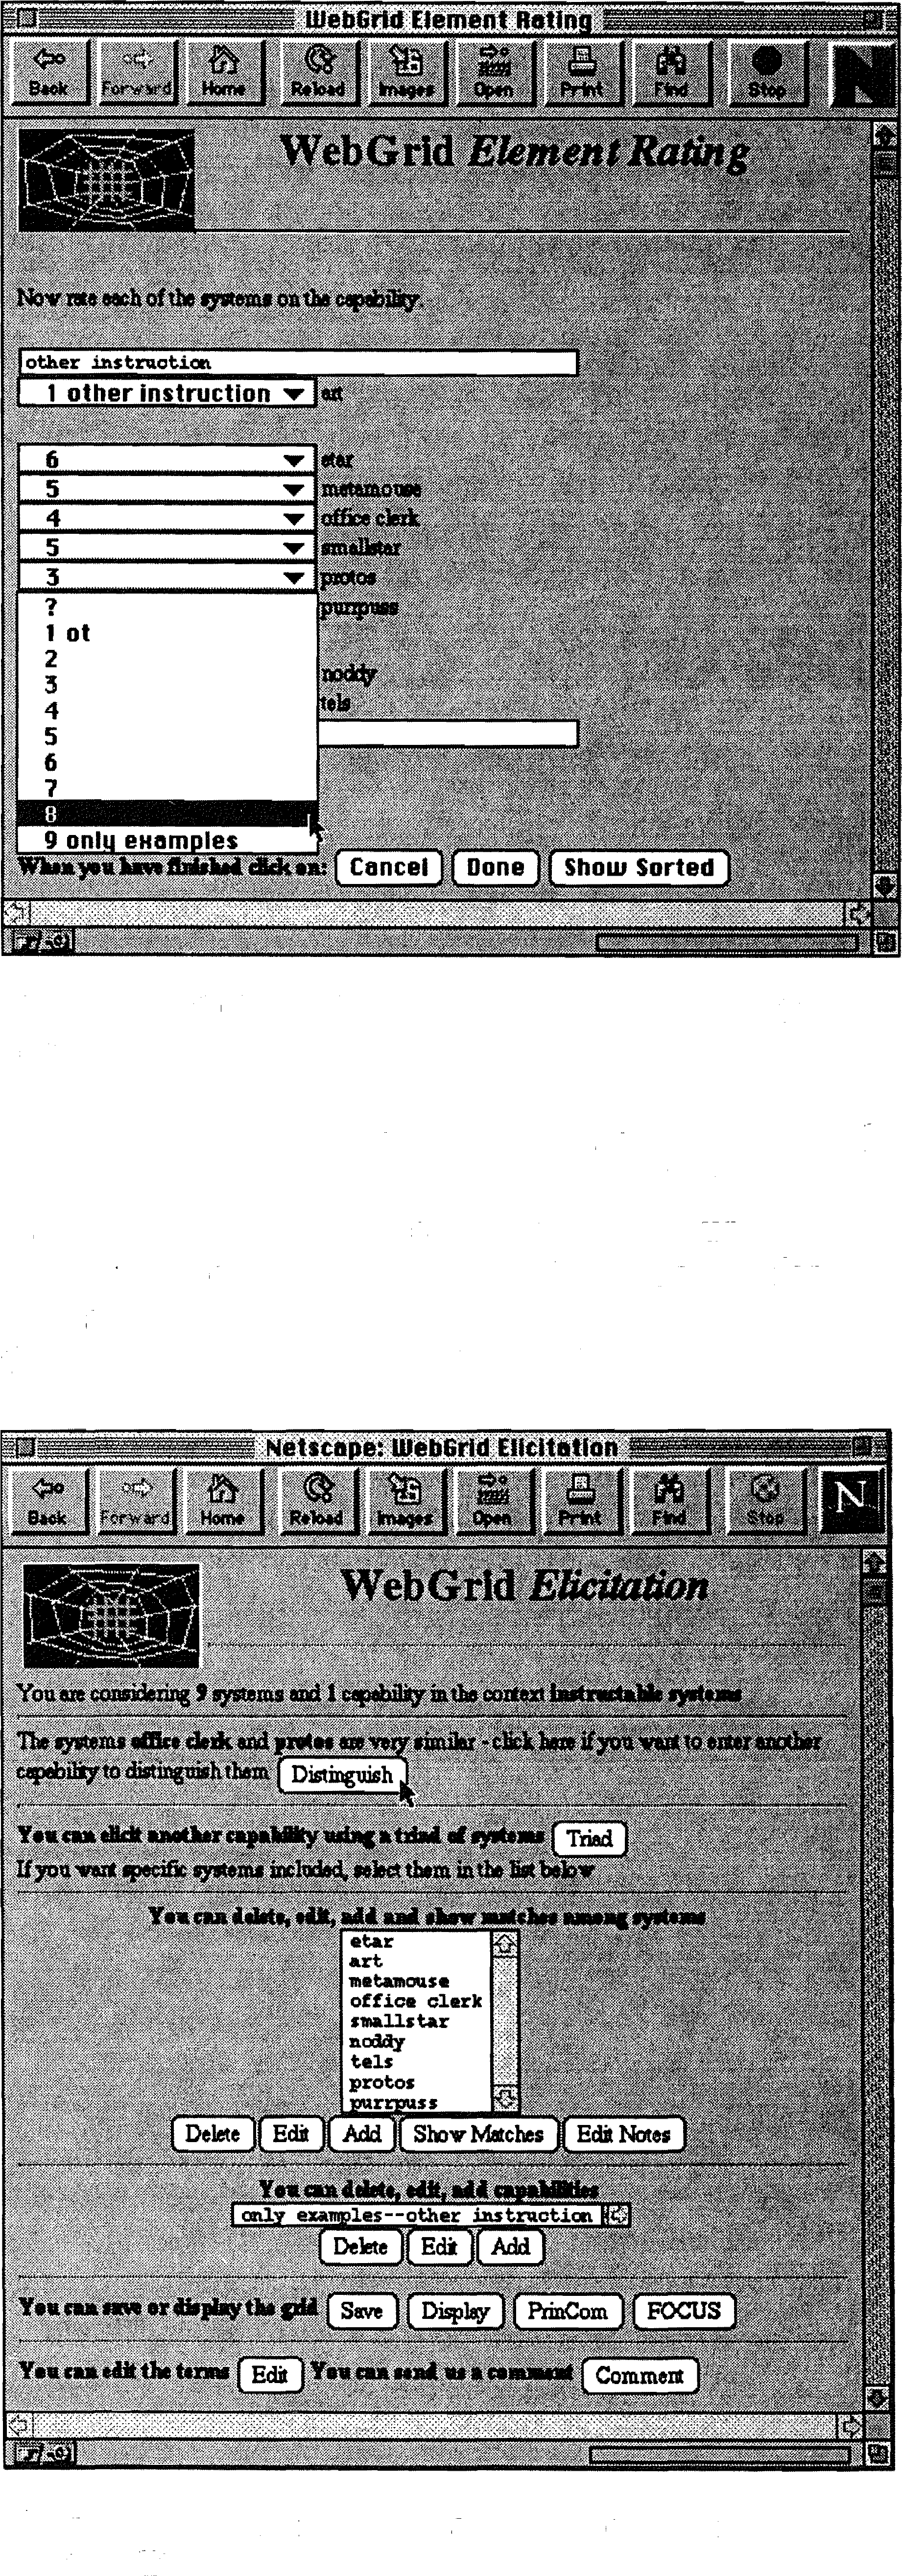 WebGrid Element Rating
Back Forward Home Reload Images Open Print Find Stop N
WebGrid Element Rating
Now rate each of the systems on the capability.
other instruction
1 other instruction art
6 etar
5 metamouse
4 office clerk
5 smallstar
3 protos
? purrpuss
1 ot
2
3 noddy
4 tels
5
6
7
8
9 only examples
When you have finished click on: Cancel Done Show Sorted
Netscape: WebGrid Elicitation
Back Forward Home Reload Images Open Print Find Stop N
WebGrid Elicitation
You are considering 9 systems and 1 capability in the context instructable systems
The systems office clerk and protos are very similar - click here if you want to enter another
capability to distinguish them Distinguish
You can elicit another capability using a triad of systems Triad
If you want specific systems included, select them in the list below
You can delete, edit, add and show matches among systems
etar
art
metamouse
office clerk
smallstar
noddy
tels
protos
purrpuss
Delete Edit Add Show Matches Edit Notes
You can delete, edit, add capabilities
only examples--other instruction
Delete Edit Add
You can save or display the grid Save Display PrinCom FOCUS
You can edit the terms Edit You can send us a comment Comment